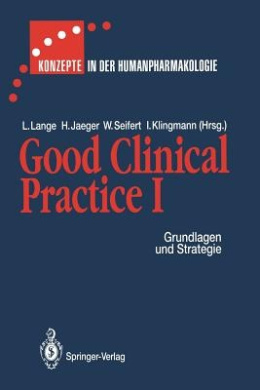 KONZEPTE IN DER HUMANPHARMAKOLOGIE
L. Lange H. Jaeger W. Seifert I. Klingmann (Hrsg.)
Good Clinical
Practice I
Grundlagen
und Strategie
Springer-Verlag